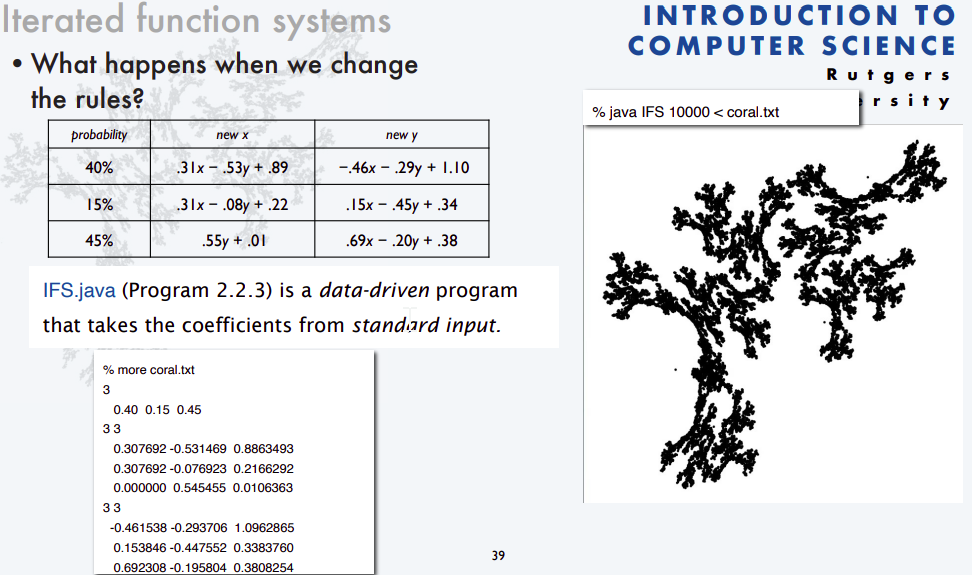 Iterated function systems
INTRODUCTION TO
COMPUTER SCIENCE
Rutgers
ersity
• What happens when we change
the rules?
probability new x new y
40% .31x − .53y + .89 −.46x − .29y + 1.10
15% .31x − .08y + .22 .15x − .45y + .34
45% .55y + .01 .69x − .20y + .38
IFS.java (Program 2.2.3) is a data-driven program
that takes the coefficients from standard input.
% more coral.txt
3
0.40 0.15 0.45
3 3
0.307692 -0.531469 0.8863493
0.307692 -0.076923 0.2166292
0.000000 0.545455 0.0106363
3 3
-0.461538 -0.293706 1.0962865
0.153846 -0.447552 0.3383760
0.692308 -0.195804 0.3808254
% java IFS 10000 < coral.txt
39